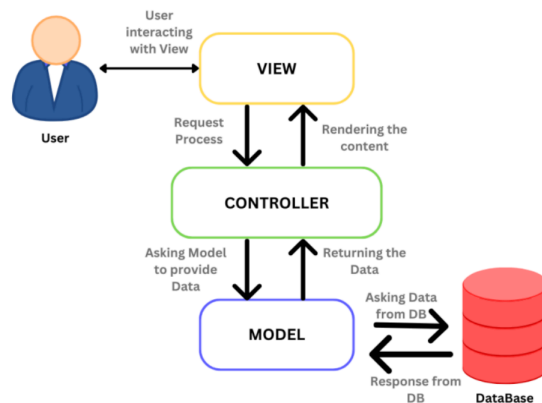 User
interacting
with View
VIEW
User
Request
Process
Rendering the
content
CONTROLLER
Asking Model
to provide
Data
Returning the
Data
Asking Data
from DB
MODEL
Response from
DB
DataBase